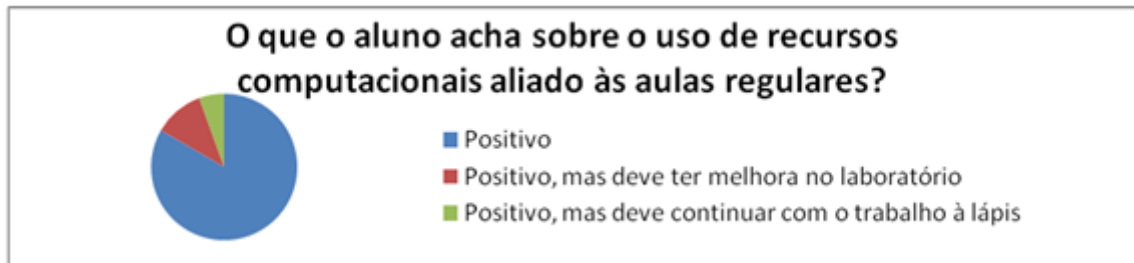 O que o aluno acha sobre o uso de recursos
computacionais aliado às aulas regulares?
Positivo
Positivo, mas deve ter melhora no laboratório
Positivo, mas deve continuar com o trabalho à lápis